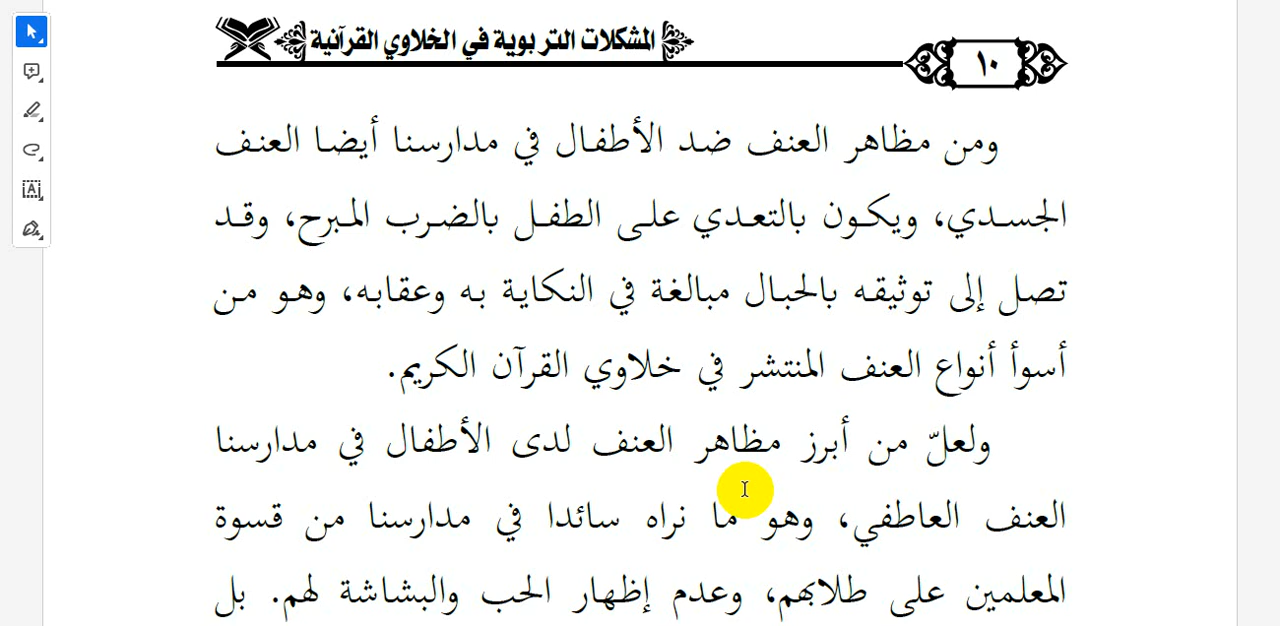 المشكلات التربوية في الخلاوي القرآنية
١٠
ومن مظاهر العنف ضد الأطفال في مدارسنا أيضا العنف
الجسدي، ويكون بالتعدي على الطفل بالضرب المبرح، وقد
تصل إلى توثيقه بالحبال مبالغة في النكاية به وعقابه، وهو من
أسوأ أنواع العنف المنتشر في خلاوي القرآن الكريم.
ولعلّ من أبرز مظاهر العنف لدى الأطفال في مدارسنا
العنف العاطفي، وهو ما نراه سائدا في مدارسنا من قسوة
المعلمين على طلابهم، وعدم إظهار الحب والبشاشة لهم. بل